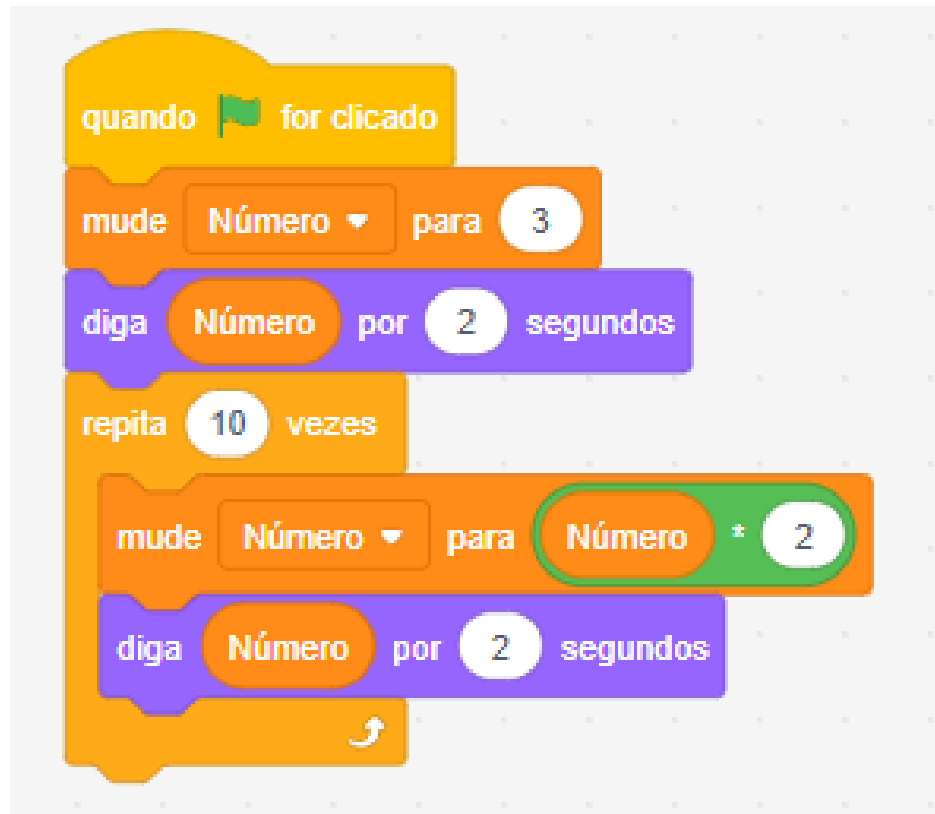 quando for clicado
mude Número para 3
diga Número por 2 segundos
repita 10 vezes
mude Número para Número * 2
diga Número por 2 segundos